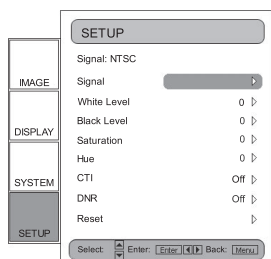 SETUP
Signal: NTSC
IMAGE
DISPLAY
SYSTEM
SETUP
Signal
White Level 0
Black Level 0
Saturation 0
Hue 0
CTI Off
DNR Off
Reset
Select: Enter: Enter Back: Menu